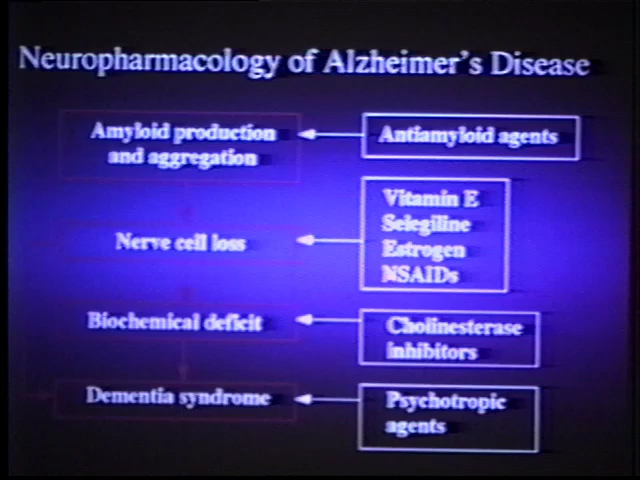 Neuropharmacology of Alzheimer's Disease
Amyloid production
and aggregation
Antiamyloid agents
Nerve cell loss
Vitamin E
Selegiline
Estrogen
NSAIDs
Biochemical deficit
Cholinesterase
inhibitors
Dementia syndrome
Psychotropic
agents